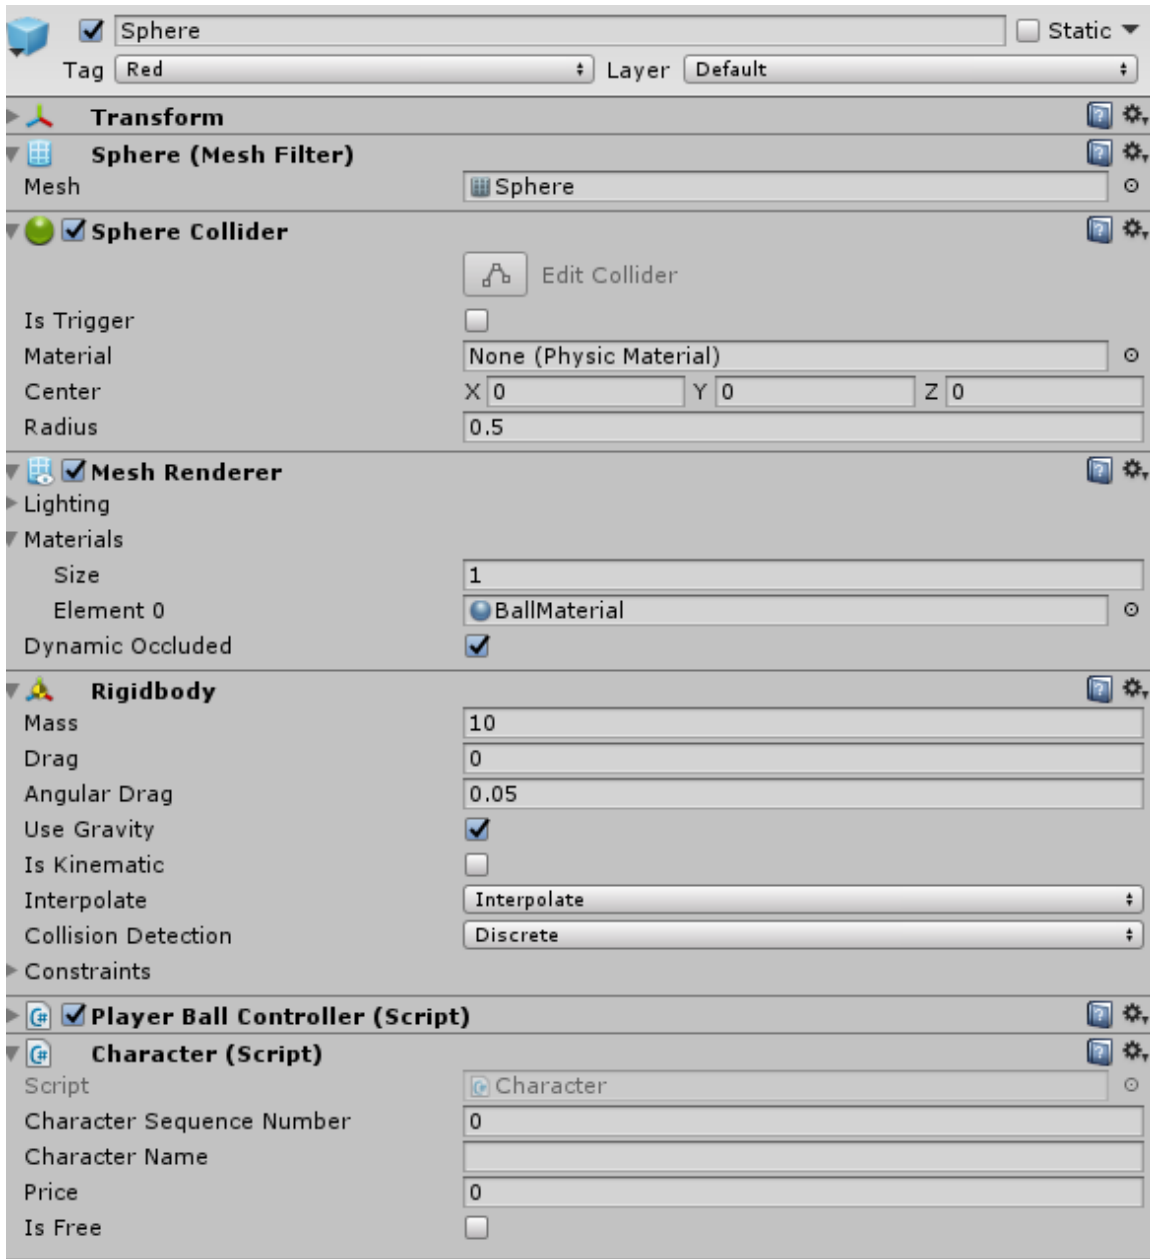 Sphere Static
Tag Red Layer Default
Transform
Sphere (Mesh Filter)
Mesh Sphere
Sphere Collider
Edit Collider
Is Trigger
Material None (Physic Material)
Center X 0 Y 0 Z 0
Radius 0.5
Mesh Renderer
Lighting
Materials
Size 1
Element 0 BallMaterial
Dynamic Occluded
Rigidbody
Mass 10
Drag 0
Angular Drag 0.05
Use Gravity
Is Kinematic
Interpolate Interpolate
Collision Detection Discrete
Constraints
Player Ball Controller (Script)
Character (Script)
Script Character
Character Sequence Number 0
Character Name
Price 0
Is Free